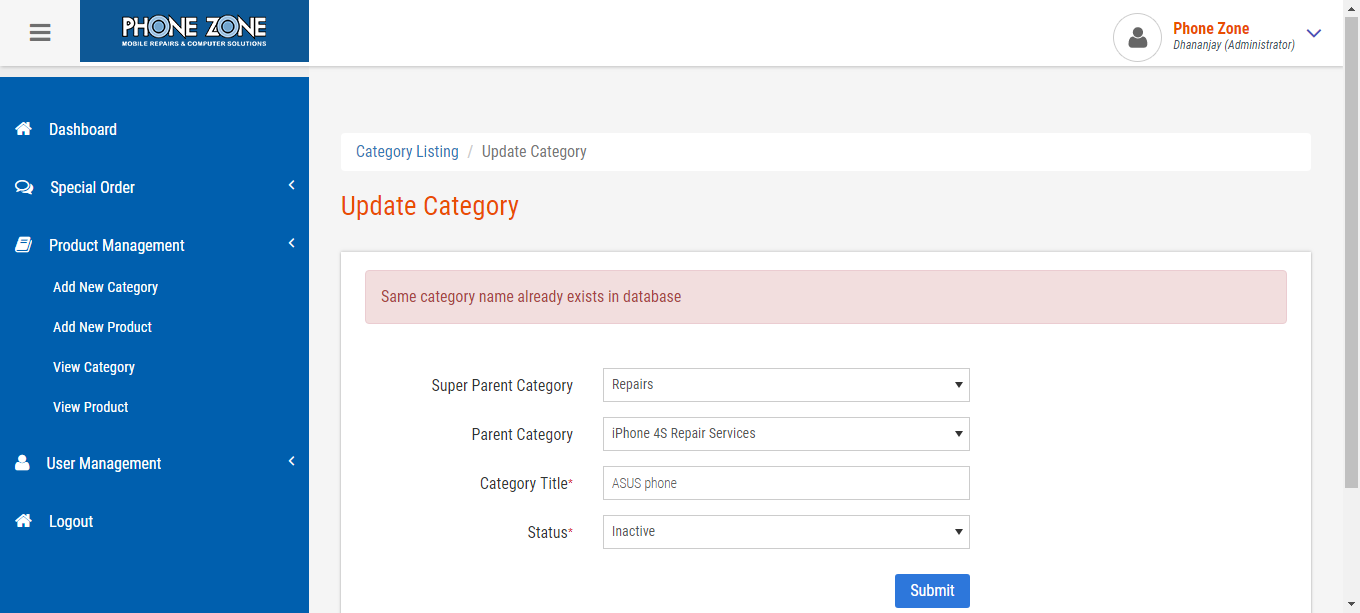 PHONE ZONE
MOBILE REPAIRS & COMPUTER SOLUTIONS
Phone Zone
Dhananjay (Administrator)
Dashboard
Special Order
Product Management
Add New Category
Add New Product
View Category
View Product
User Management
Logout
Category Listing / Update Category
Update Category
Same category name already exists in database
Super Parent Category Repairs
Parent Category iPhone 4S Repair Services
Category Title* ASUS phone
Status* Inactive
Submit